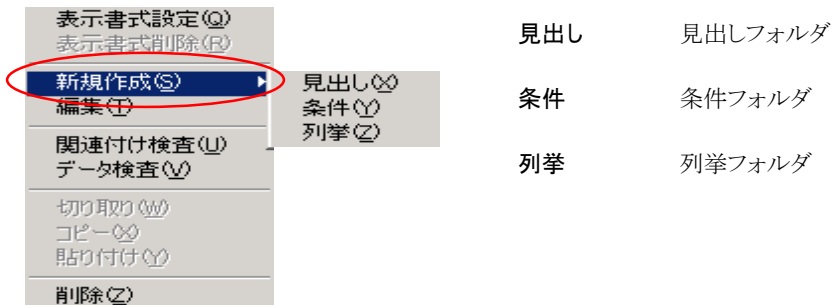 表示書式設定(Q)
表示書式削除(R)
新規作成(S)
編集(T)
関連付け検査(U)
データ検査(V)
切り取り(W)
コピー(X)
貼り付け(Y)
削除(Z)
見出し(X)
条件(Y)
列挙(Z)
見出し 見出しフォルダ
条件 条件フォルダ
列挙 列挙フォルダ